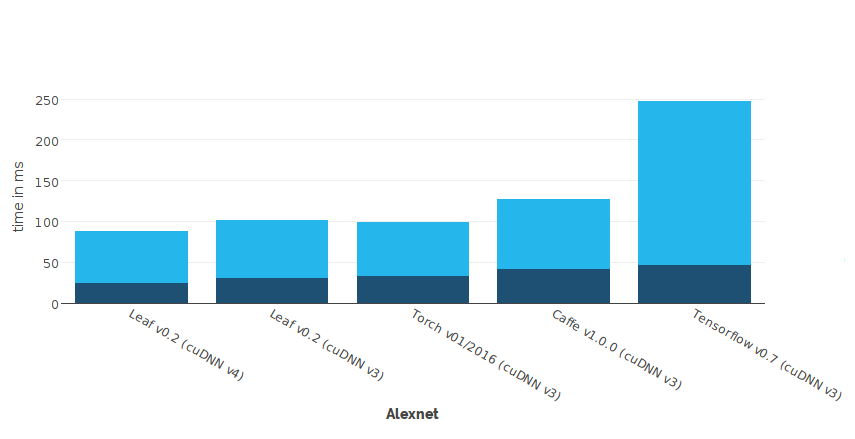 250
200
150
100
50
0
time in ms
Leaf v0.2 (cuDNN v4)
Leaf v0.2 (cuDNN v3)
Torch v01/2016 (cuDNN v3)
Caffe v1.0.0 (cuDNN v3)
Tensorflow v0.7 (cuDNN v3)
Alexnet